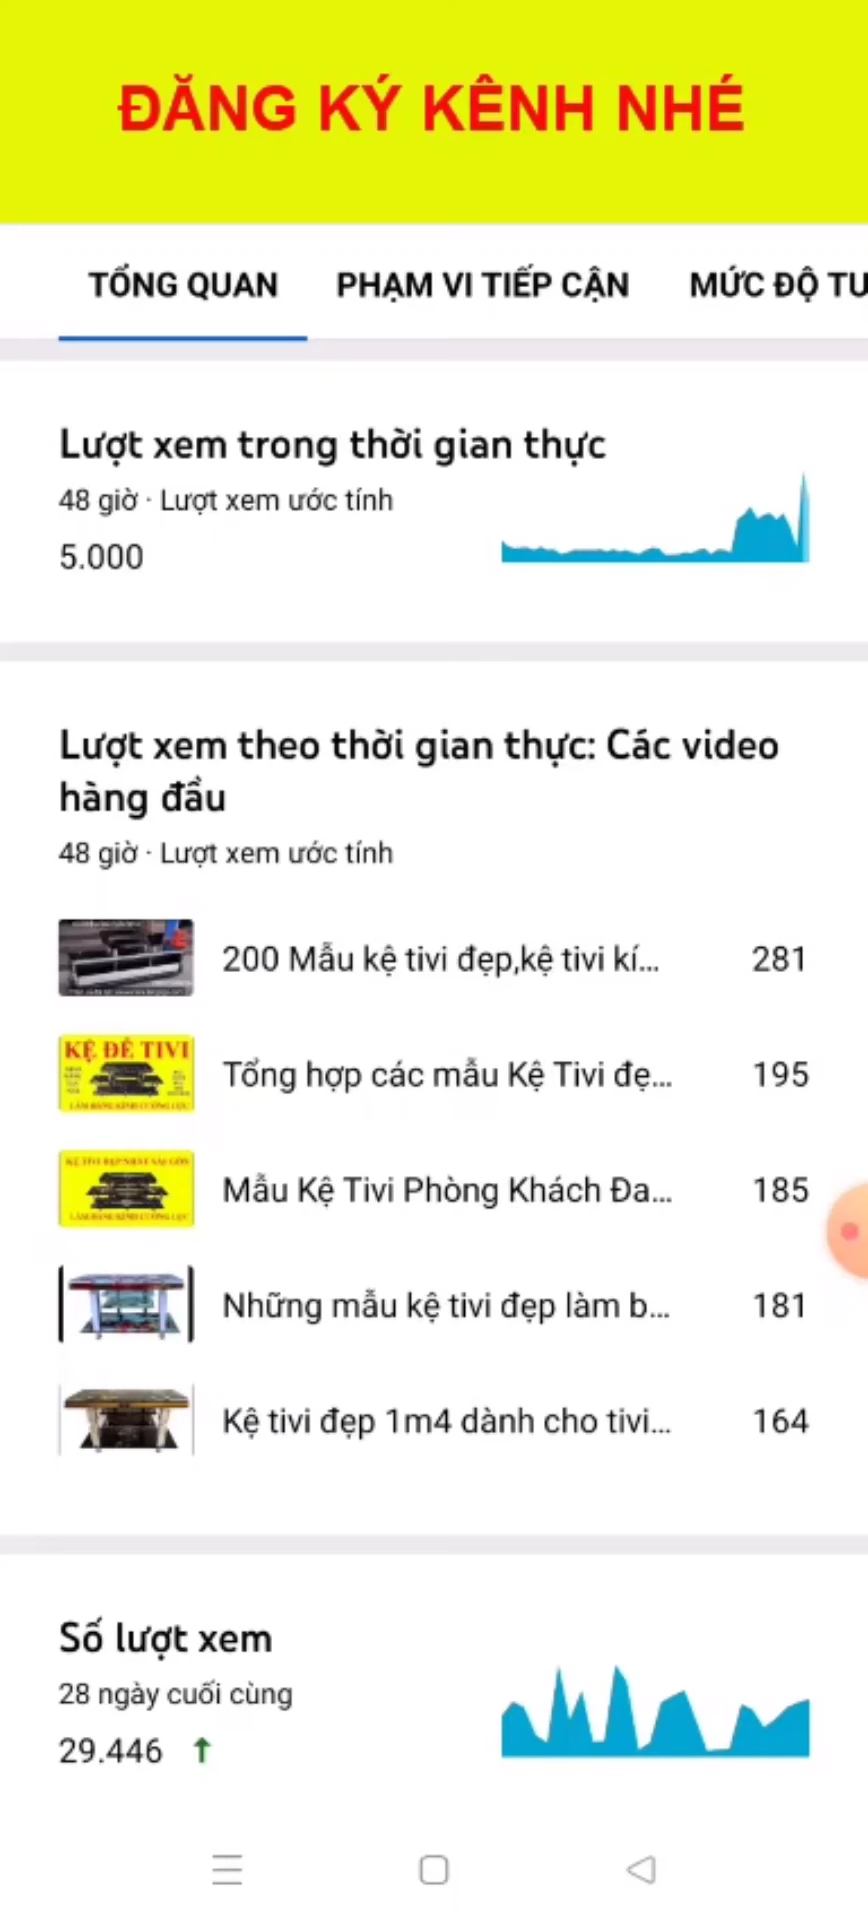 ĐĂNG KÝ KÊNH NHÉ
TỔNG QUAN PHẠM VI TIẾP CẬN MỨC ĐỘ TƯ
Lượt xem trong thời gian thực
48 giờ · Lượt xem ước tính
5.000
Lượt xem theo thời gian thực: Các video
hàng đầu
48 giờ · Lượt xem ước tính
200 Mẫu kệ tivi đẹp,kệ tivi kí... 281
KỆ ĐỂ TIVI
Tổng hợp các mẫu Kệ Tivi đẹ... 195
Mẫu Kệ Tivi Phòng Khách Đa... 185
Những mẫu kệ tivi đẹp làm b... 181
Kệ tivi đẹp 1m4 dành cho tivi... 164
Số lượt xem
28 ngày cuối cùng
29.446